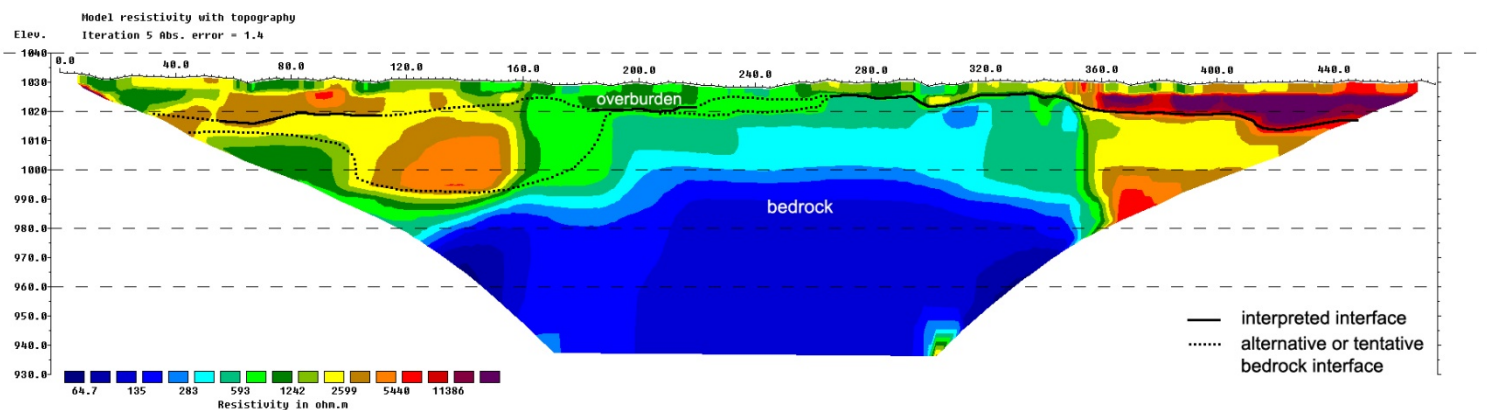 Model resistivity with topography
Elev. Iteration 5 Abs. error = 1.4
1040
0.0 40.0 80.0 120.0 160.0 200.0 240.0 280.0 320.0 360.0 400.0 440.0
1030
overburden
1020
1010
1000
990.0
bedrock
980.0
970.0
960.0
950.0
interpreted interface
940.0
alternative or tentative
bedrock interface
930.0
64.7 135 283 593 1242 2599 5440 11386
Resistivity in ohm.m